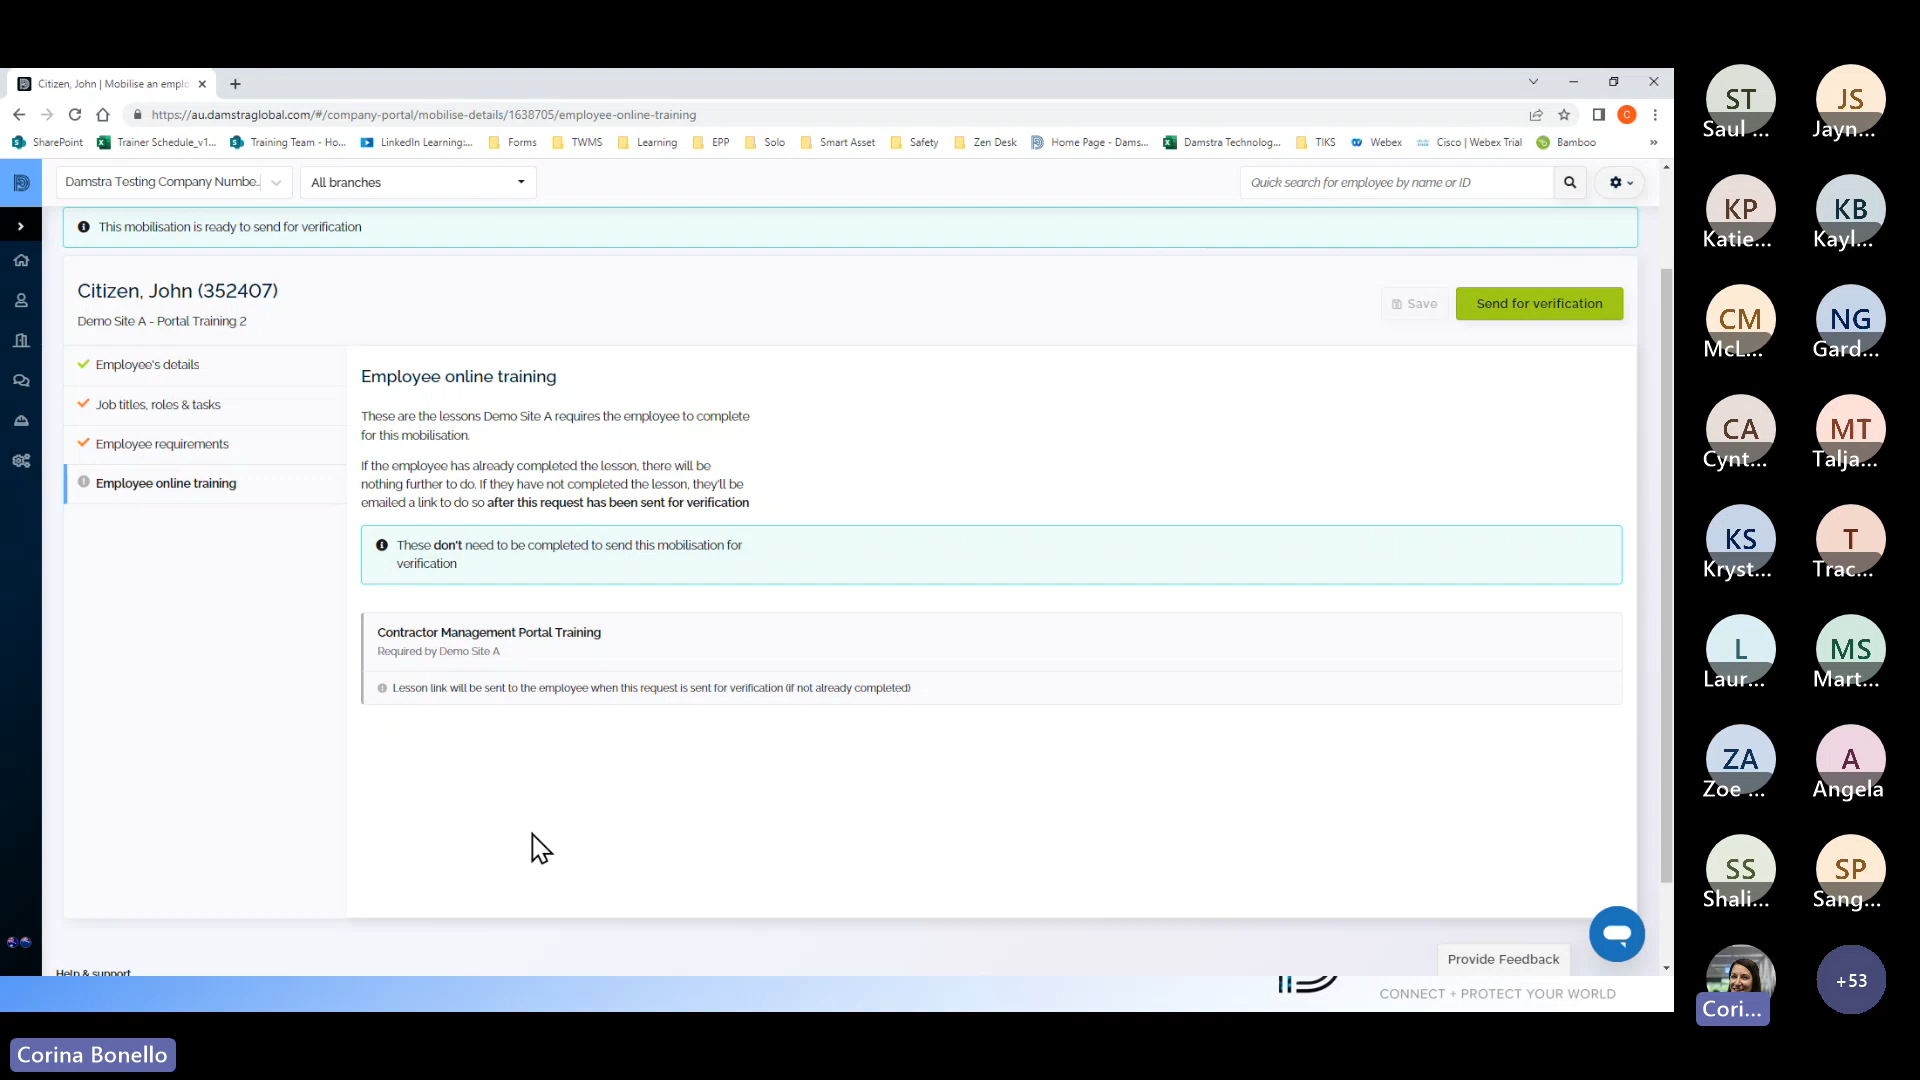 Citizen, John | Mobilise an emplo
https://au.damstraglobal.com/#/company-portal/mobilise-details/1638705/employee-online-training
SharePoint
Trainer Schedule_v1...
Training Team - Ho...
LinkedIn Learning:...
Forms
TWMS
Learning
EPP
Solo
Smart Asset
Safety
Zen Desk
Home Page - Dams...
Damstra Technolog...
TIKS
Webex
Cisco | Webex Trial
Bamboo
»
Damstra Testing Company Numbe..
All branches
Quick search for employee by name or ID
This mobilisation is ready to send for verification
Citizen, John (352407)
Demo Site A - Portal Training 2
Save
Send for verification
Employee's details
Job titles, roles & tasks
Employee requirements
Employee online training
Employee online training
These are the lessons Demo Site A requires the employee to complete
for this mobilisation.
If the employee has already completed the lesson, there will be
nothing further to do. If they have not completed the lesson, they'll be
emailed a link to do so after this request has been sent for verification
These don't need to be completed to send this mobilisation for
verification
Contractor Management Portal Training
Required by Demo Site A
Lesson link will be sent to the employee when this request is sent for verification (if not already completed)
Provide Feedback
Help & support
CONNECT + PROTECT YOUR WORLD
Corina Bonello
ST
Saul ...
JS
Jayn...
KP
Katie...
KB
Kayl...
CM
McL...
NG
Gard...
CA
Cynt...
MT
Talja...
KS
Kryst...
T
Trac...
L
Laur...
MS
Mart...
ZA
Zoe ...
A
Angela
SS
Shali...
SP
Sang...
Cori...
+53
C